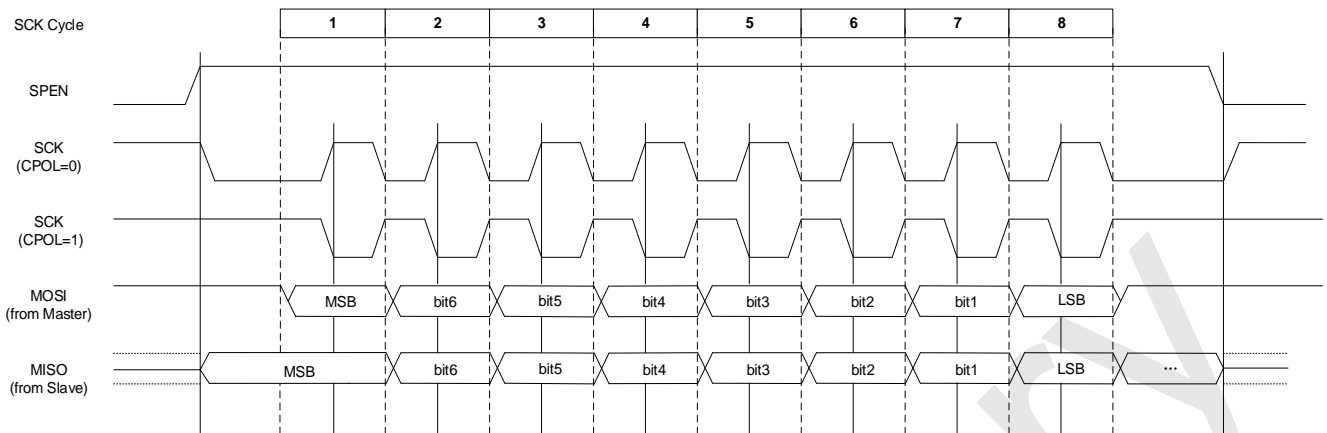 SCK Cycle 1 2 3 4 5 6 7 8
SPEN
SCK
(CPOL=0)
SCK
(CPOL=1)
MOSI
(from Master)
MSB bit6 bit5 bit4 bit3 bit2 bit1 LSB
MISO
(from Slave)
MSB bit6 bit5 bit4 bit3 bit2 bit1 LSB ...
ry